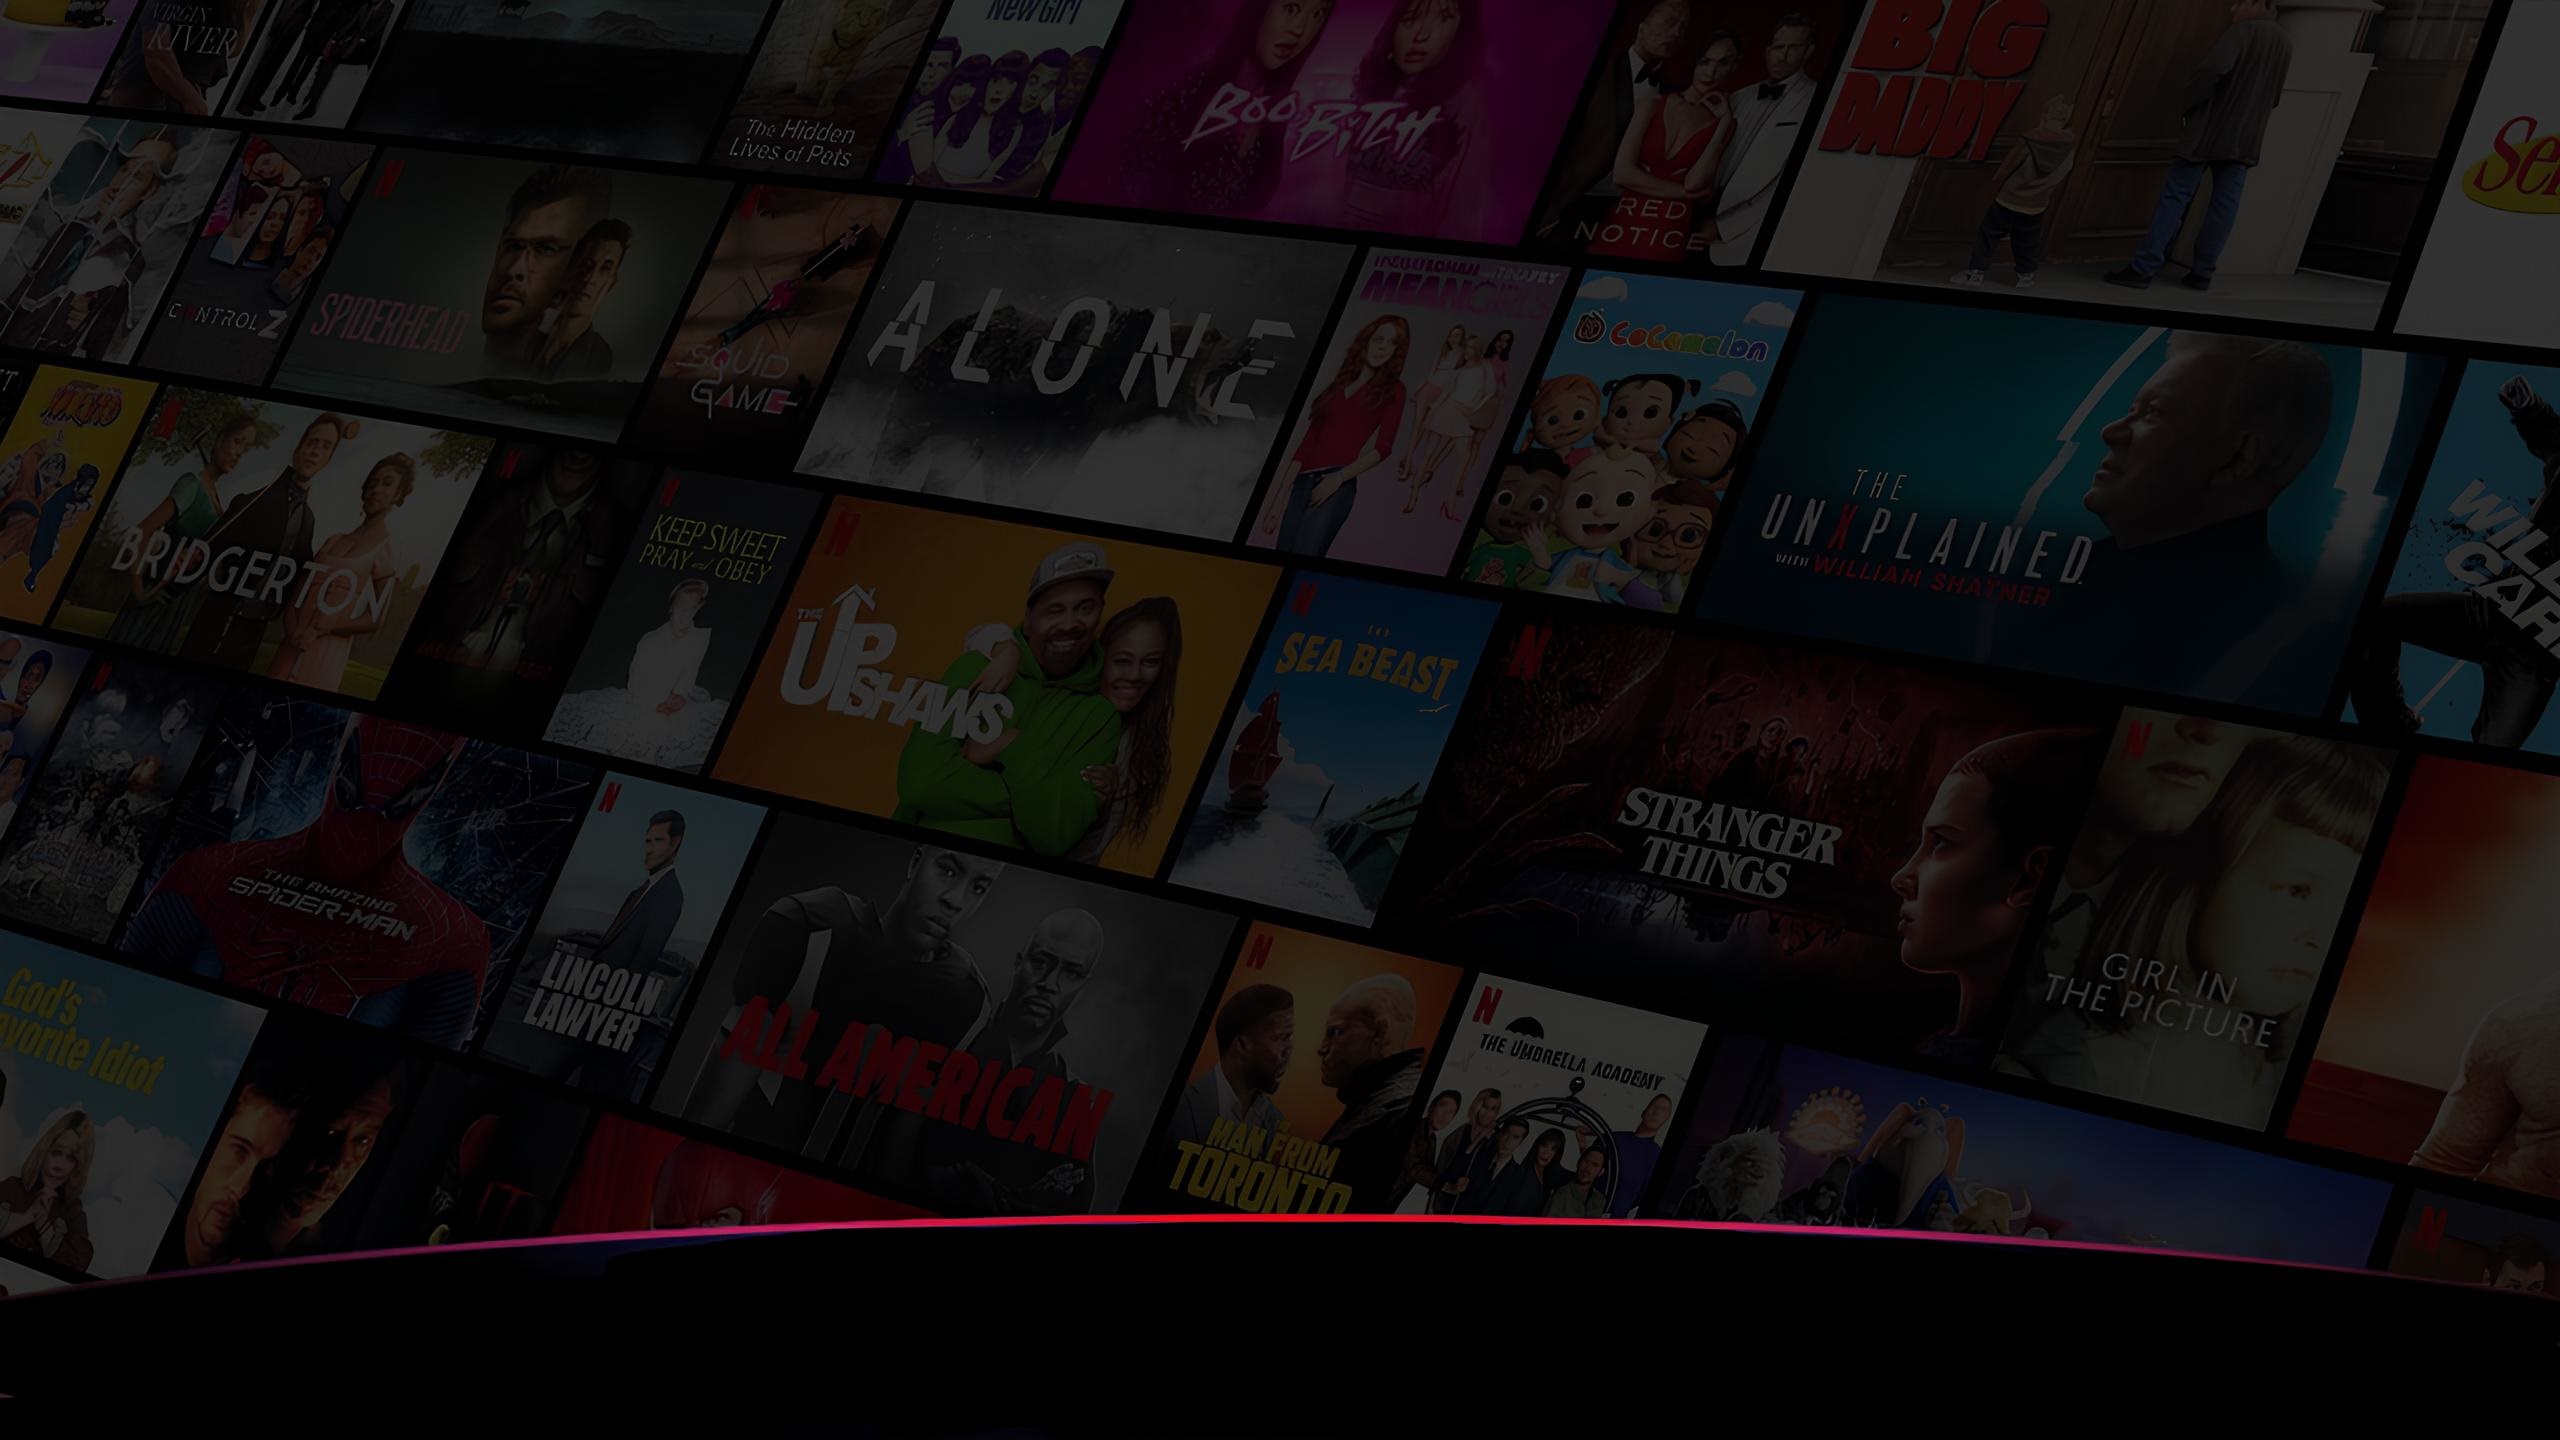 VIRGIN
RIVER
The Hidden
Lives of Pets
New Girl
BOO BITCH
RED
NOTICE
BIG
DADDY
CONTROL Z
SPIDERHEAD
SQUID
GAME
ALONE
MEAN GIRLS
CoComelon
THE
UNXPLAINED
WITH WILLIAM SHATNER
WILD
NARUTO
BRIDGERTON
KEEP SWEET
PRAY and OBEY
THE
UPSHAWS
THE
SEA BEAST
STRANGER
THINGS
GIRL IN
THE PICTURE
THE AMAZING
SPIDER-MAN
THE
LINCOLN
LAWYER
ALL AMERICAN
MAN FROM
TORONTO
THE UMBRELLA ACADEMY
God's
Favorite Idiot